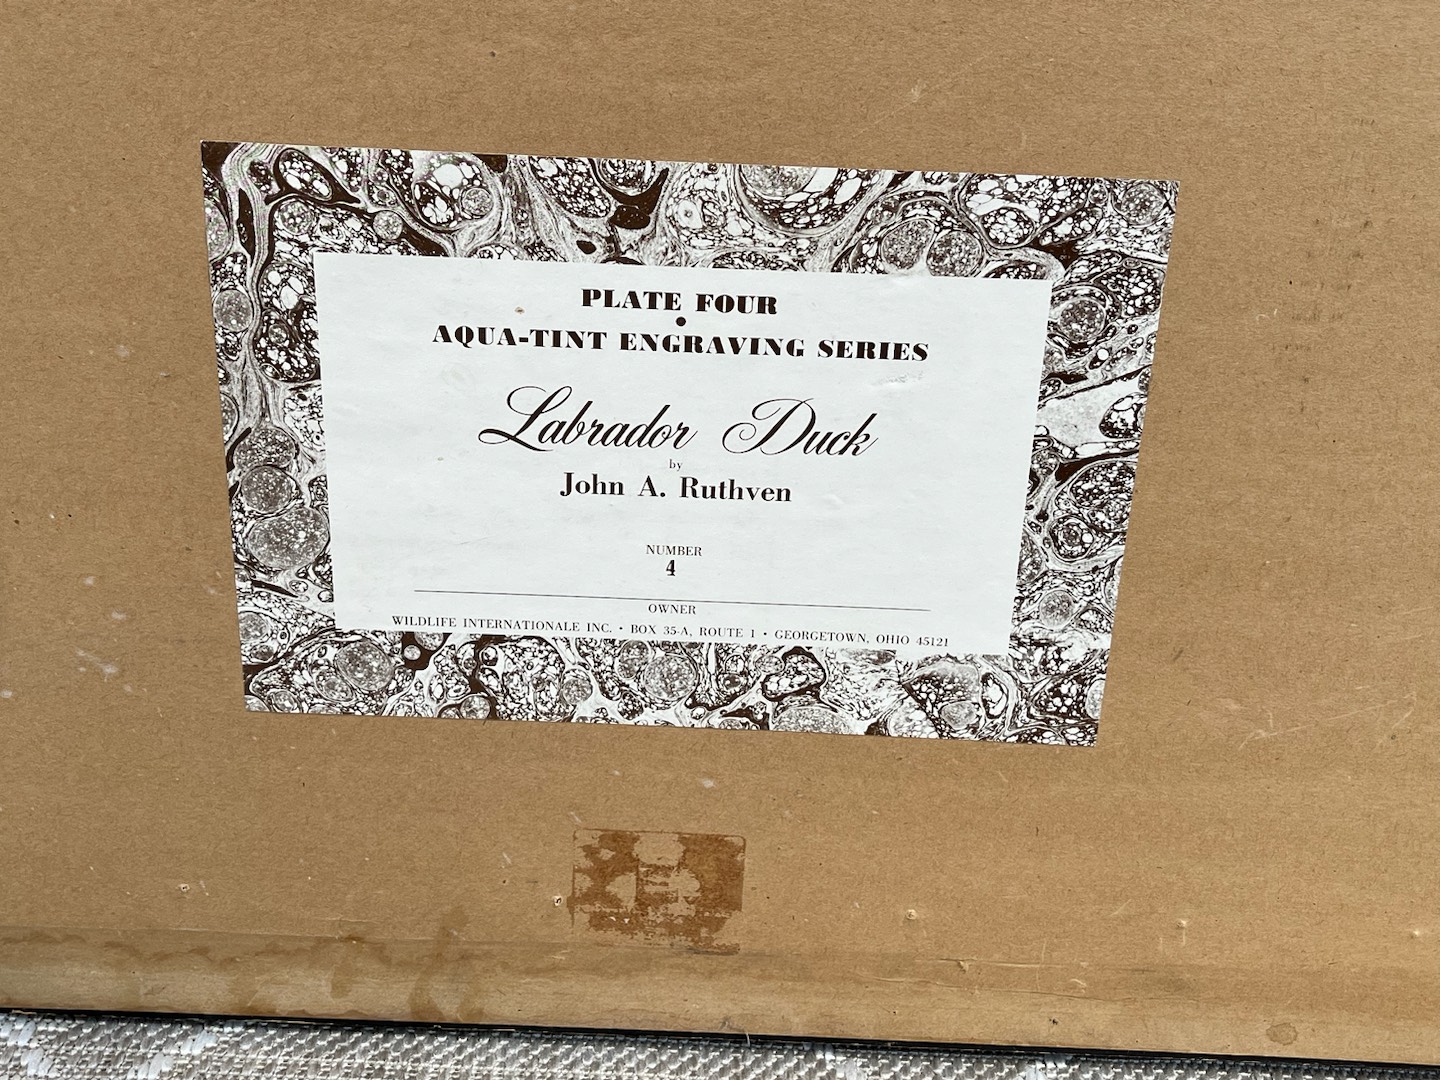 PLATE FOUR
•
AQUA-TINT ENGRAVING SERIES
Labrador Duck
by
John A. Ruthven
NUMBER
4
OWNER
WILDLIFE INTERNATIONALE INC. • BOX 35-A, ROUTE 1 • GEORGETOWN, OHIO 45121